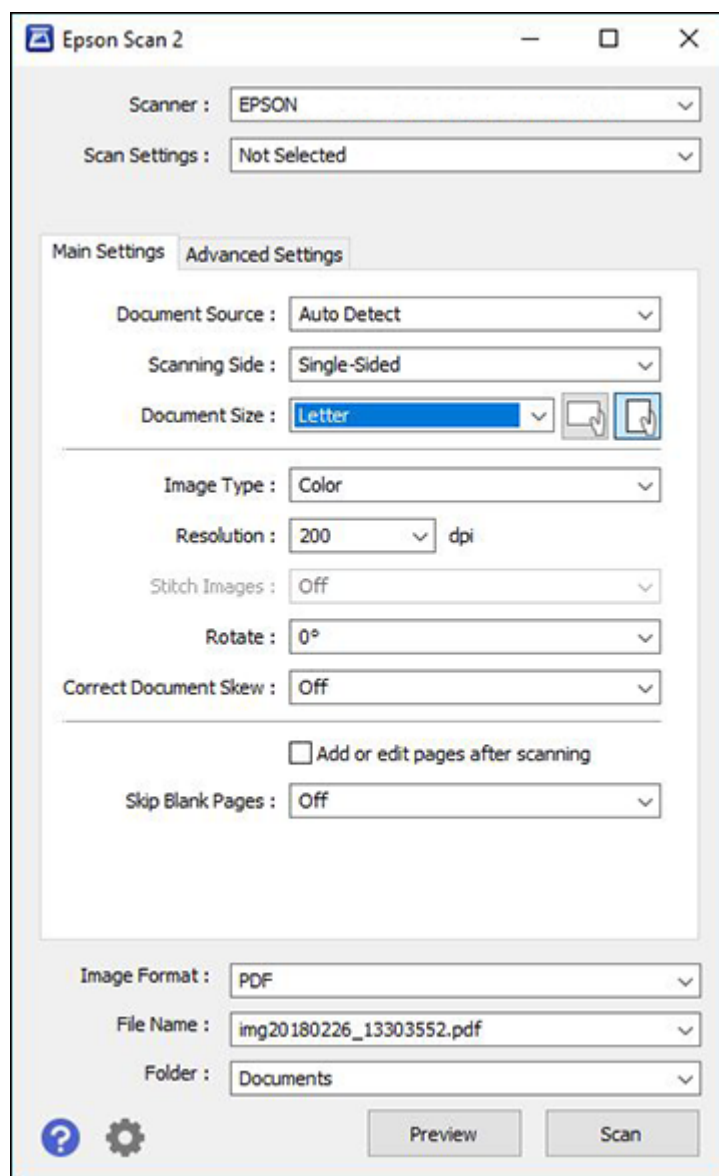 Epson Scan 2
Scanner : EPSON
Scan Settings : Not Selected
Main Settings Advanced Settings
Document Source : Auto Detect
Scanning Side : Single-Sided
Document Size : Letter
Image Type : Color
Resolution : 200 dpi
Stitch Images : Off
Rotate : 0°
Correct Document Skew : Off
Add or edit pages after scanning
Skip Blank Pages : Off
Image Format : PDF
File Name : img20180226_13303552.pdf
Folder : Documents
? Preview Scan